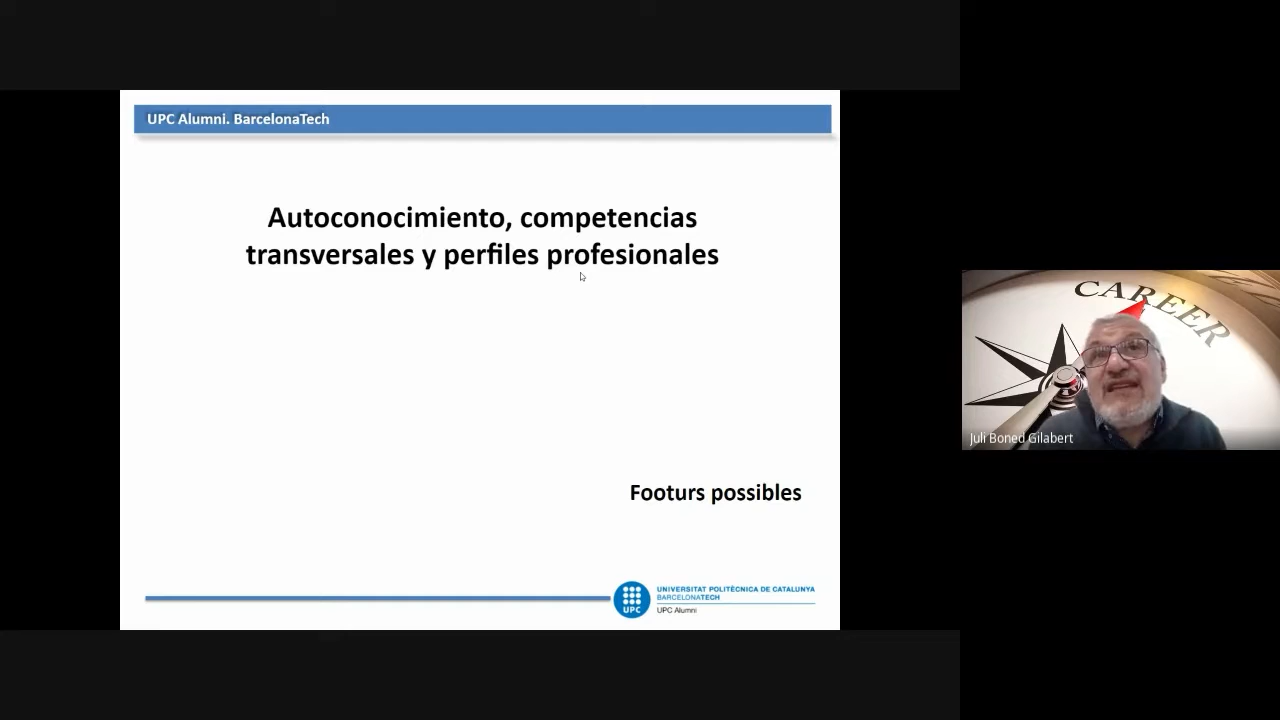 UPC Alumni. BarcelonaTech
Autoconocimiento, competencias
transversales y perfiles profesionales
Footurs possibles
UPC
UNIVERSITAT POLITÈCNICA DE CATALUNYA
BARCELONATECH
UPC Alumni
CAREER
Juli Boned Gilabert